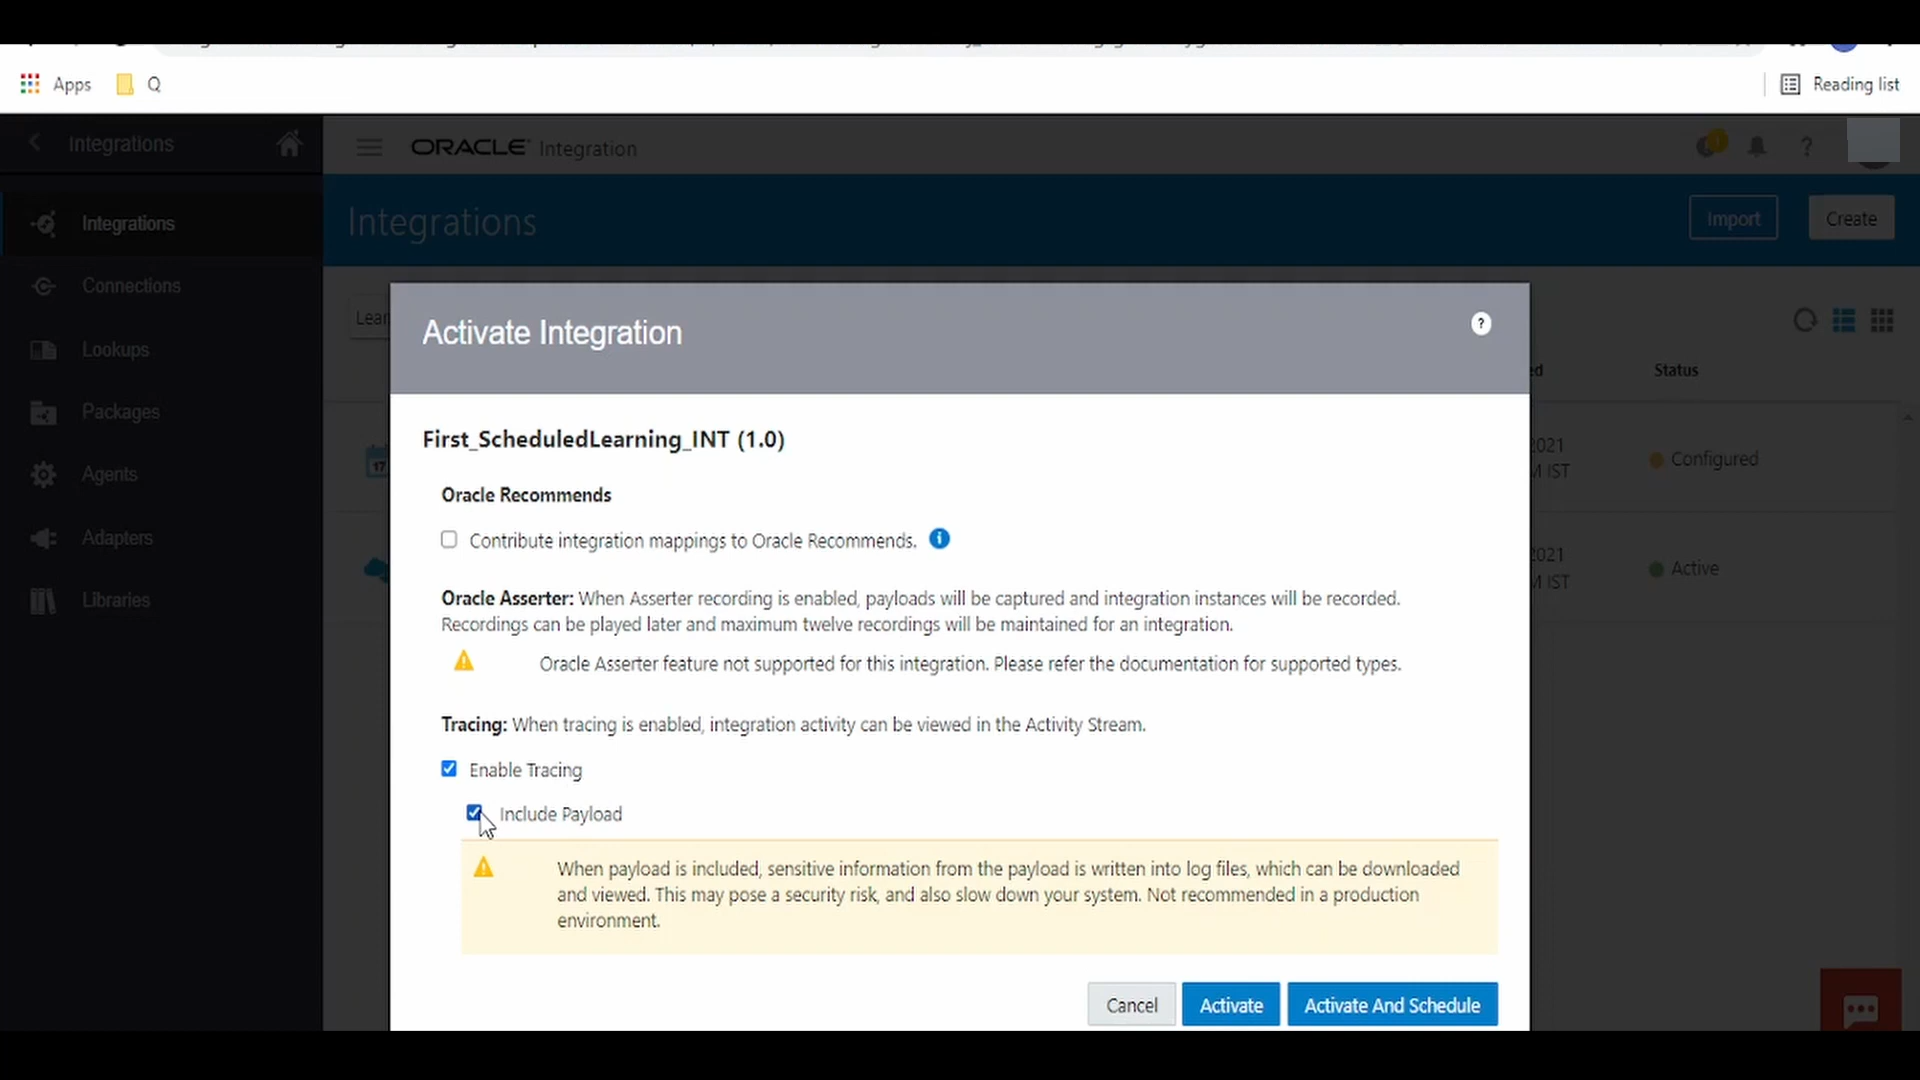 Apps
Q
Reading list
Integrations
ORACLE Integration
?
Integrations
Integrations
Import
Create
Connections
Lear
Lookups
ed
Status
Activate Integration
?
Packages
First_ScheduledLearning_INT (1.0)
2021
M IST
Configured
17
Agents
Oracle Recommends
Contribute integration mappings to Oracle Recommends.
Adapters
2021
M IST
Active
Libraries
Oracle Asserter: When Asserter recording is enabled, payloads will be captured and integration instances will be recorded.
Recordings can be played later and maximum twelve recordings will be maintained for an integration.
Oracle Asserter feature not supported for this integration. Please refer the documentation for supported types.
Tracing: When tracing is enabled, integration activity can be viewed in the Activity Stream.
Enable Tracing
Include Payload
When payload is included, sensitive information from the payload is written into log files, which can be downloaded
and viewed. This may pose a security risk, and also slow down your system. Not recommended in a production
environment.
Cancel
Activate
Activate And Schedule